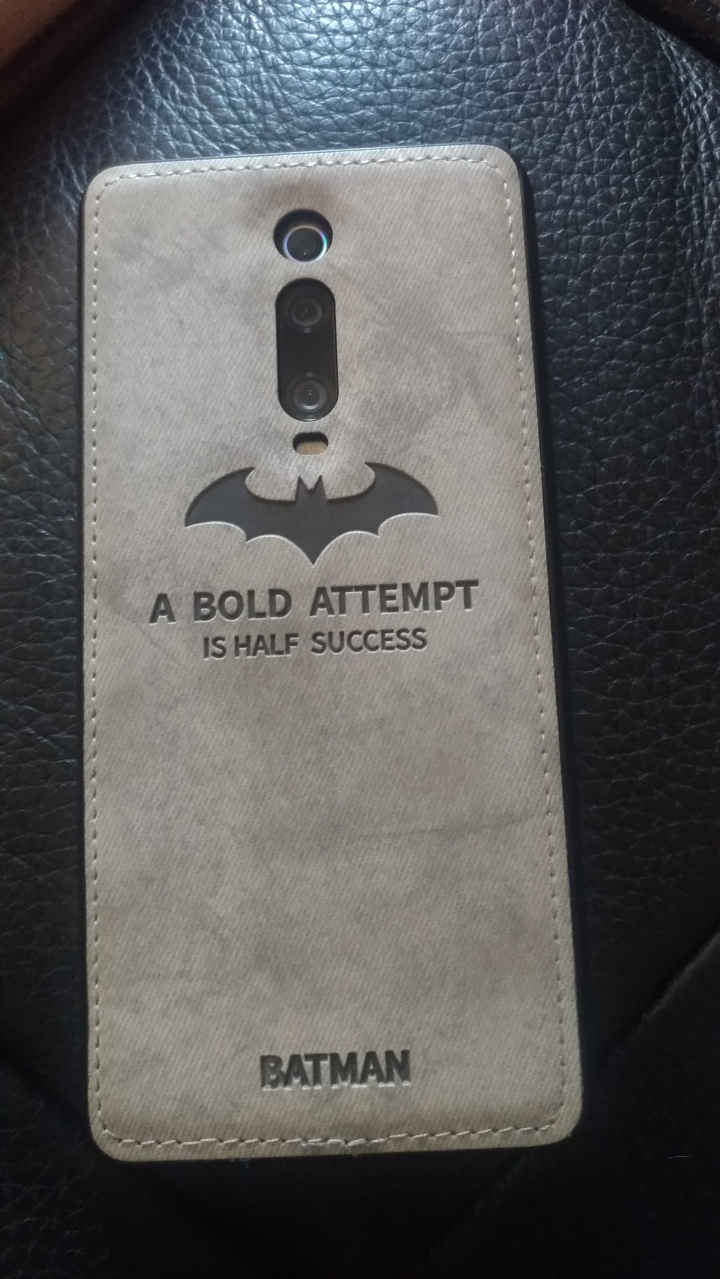 A BOLD ATTEMPT
IS HALF SUCCESS
BATMAN